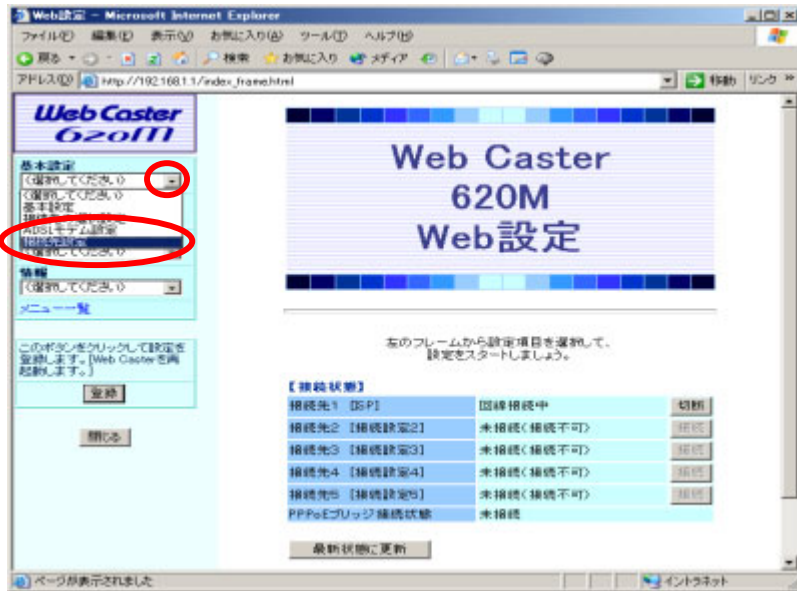 Web設定 - Microsoft Internet Explorer
ファイル(F) 編集(E) 表示(V) お気に入り(A) ツール(T) ヘルプ(H)
戻る 検索 お気に入り メディア
アドレス(D) http://192.168.1.1/index_frame.html 移動 リンク »
Web Caster
620M
基本設定
(選択してください)
(選択してください)
基本設定
ADSLモデム設定
接続先設定
(選択してください)
情報
(選択してください)
メニュー一覧
このボタンをクリックして設定を
登録します。[Web Casterを再
起動します。]
登録
閉じる
Web Caster
620M
Web設定
左のフレームから設定項目を選択して、
設定をスタートしましょう。
【接続状態】
接続先1 [ISP] 回線接続中 切断
接続先2 [接続設定2] 未接続(接続不可) 接続
接続先3 [接続設定3] 未接続(接続不可) 接続
接続先4 [接続設定4] 未接続(接続不可) 接続
接続先5 [接続設定5] 未接続(接続不可) 接続
PPPoEブリッジ接続状態 未接続
最新状態に更新
ページが表示されました イントラネット